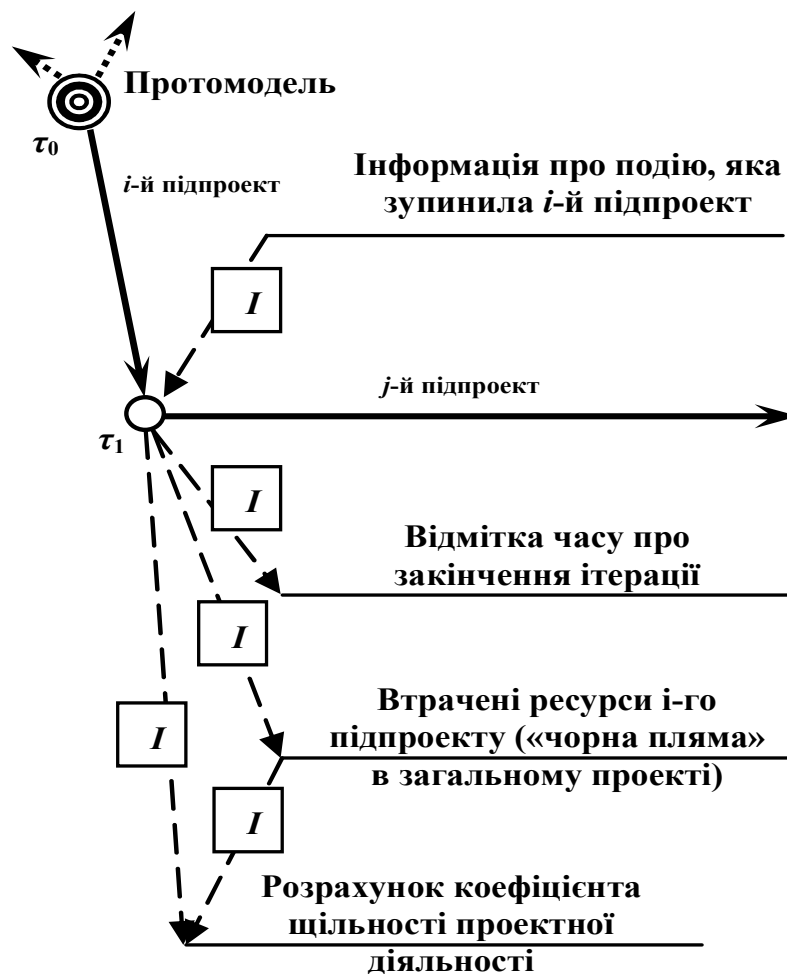 Протомодель
τ0
i-й підпроект
Інформація про подію, яка
зупинила i-й підпроект
I
j-й підпроект
τ1
I
Відмітка часу про
закінчення ітерації
I
Втрачені ресурси і-го
підпроекту («чорна пляма»
в загальному проекті)
I
I
Розрахунок коефіцієнта
щільності проектної
діяльності